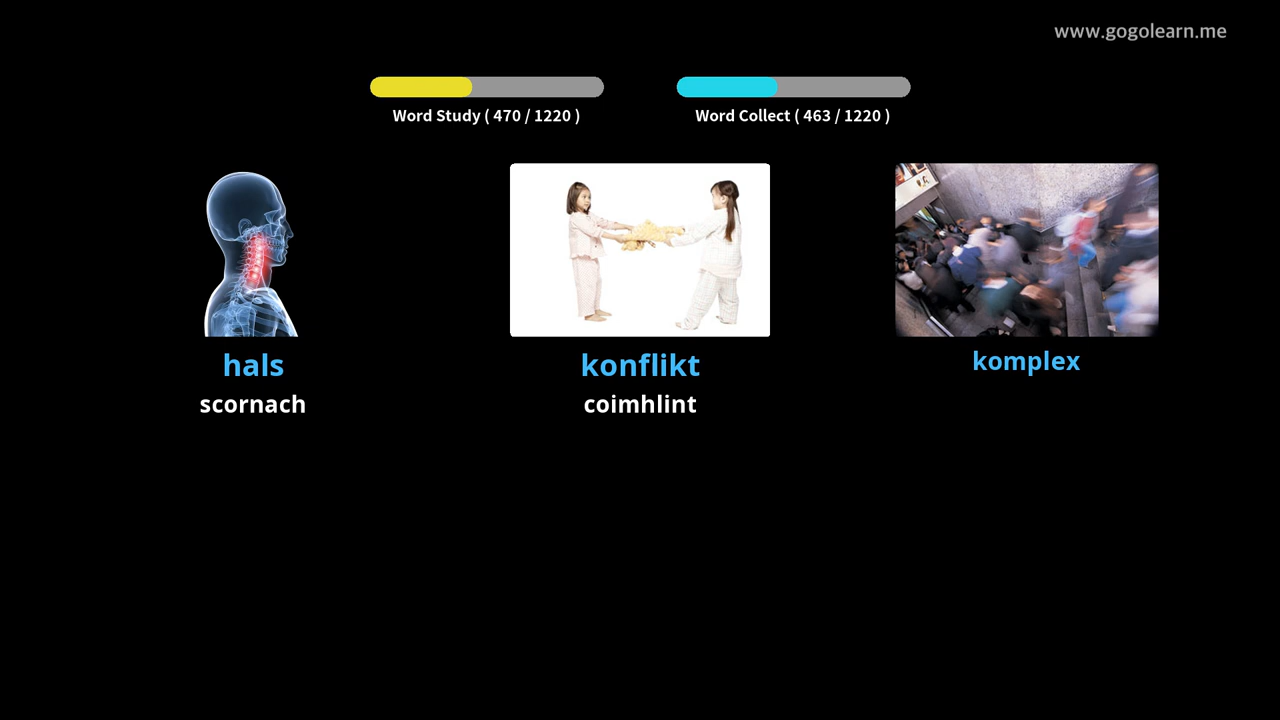 www.gogolearn.me
Word Study ( 470 / 1220 )
Word Collect ( 463 / 1220 )
hals
scornach
konflikt
coimhlint
komplex